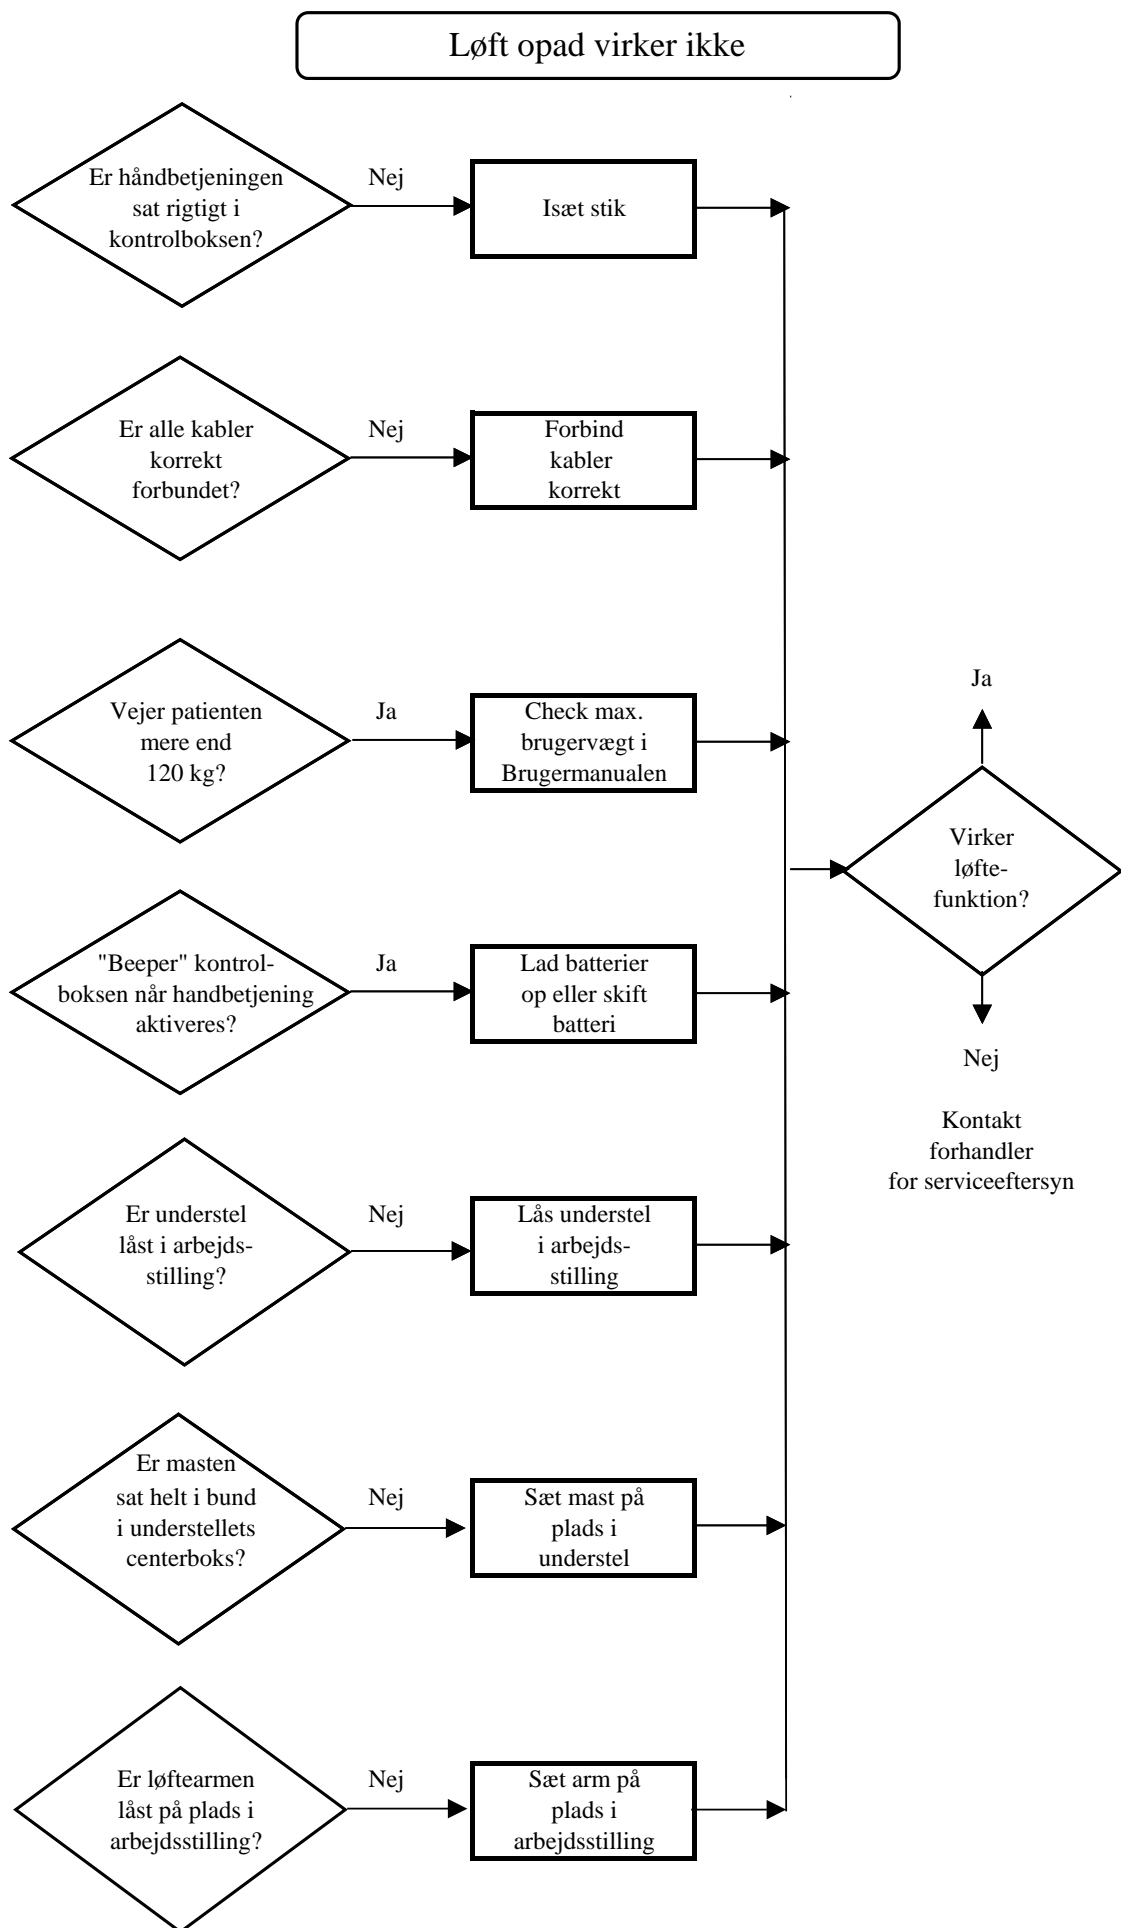 Løft opad virker ikke
Er håndbetjeningen
sat rigtigt i
kontrolboksen?
Nej
Isæt stik
Er alle kabler
korrekt
forbundet?
Nej
Forbind
kabler
korrekt
Vejer patienten
mere end
120 kg?
Ja
Check max.
brugervægt i
Brugermanualen
"Beeper" kontrol-
boksen når handbetjening
aktiveres?
Ja
Lad batterier
op eller skift
batteri
Er understel
låst i arbejds-
stilling?
Nej
Lås understel
i arbejds-
stilling
Er masten
sat helt i bund
i understellets
centerboks?
Nej
Sæt mast på
plads i
understel
Er løftearmen
låst på plads i
arbejdsstilling?
Nej
Sæt arm på
plads i
arbejdsstilling
Ja
Virker
løfte-
funktion?
Nej
Kontakt
forhandler
for serviceeftersyn